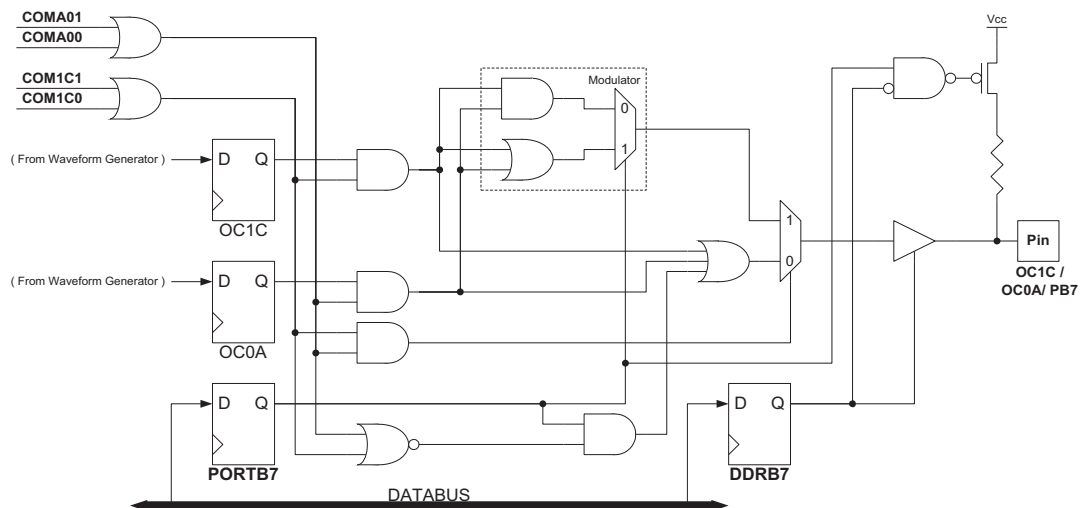 COMA01
COMA00
COM1C1
COM1C0
( From Waveform Generator )
D Q
OC1C
( From Waveform Generator )
D Q
OC0A
D Q
PORTB7
Modulator
0
1
1
0
D Q
DDRB7
Vcc
Pin
OC1C /
OC0A/ PB7
DATABUS